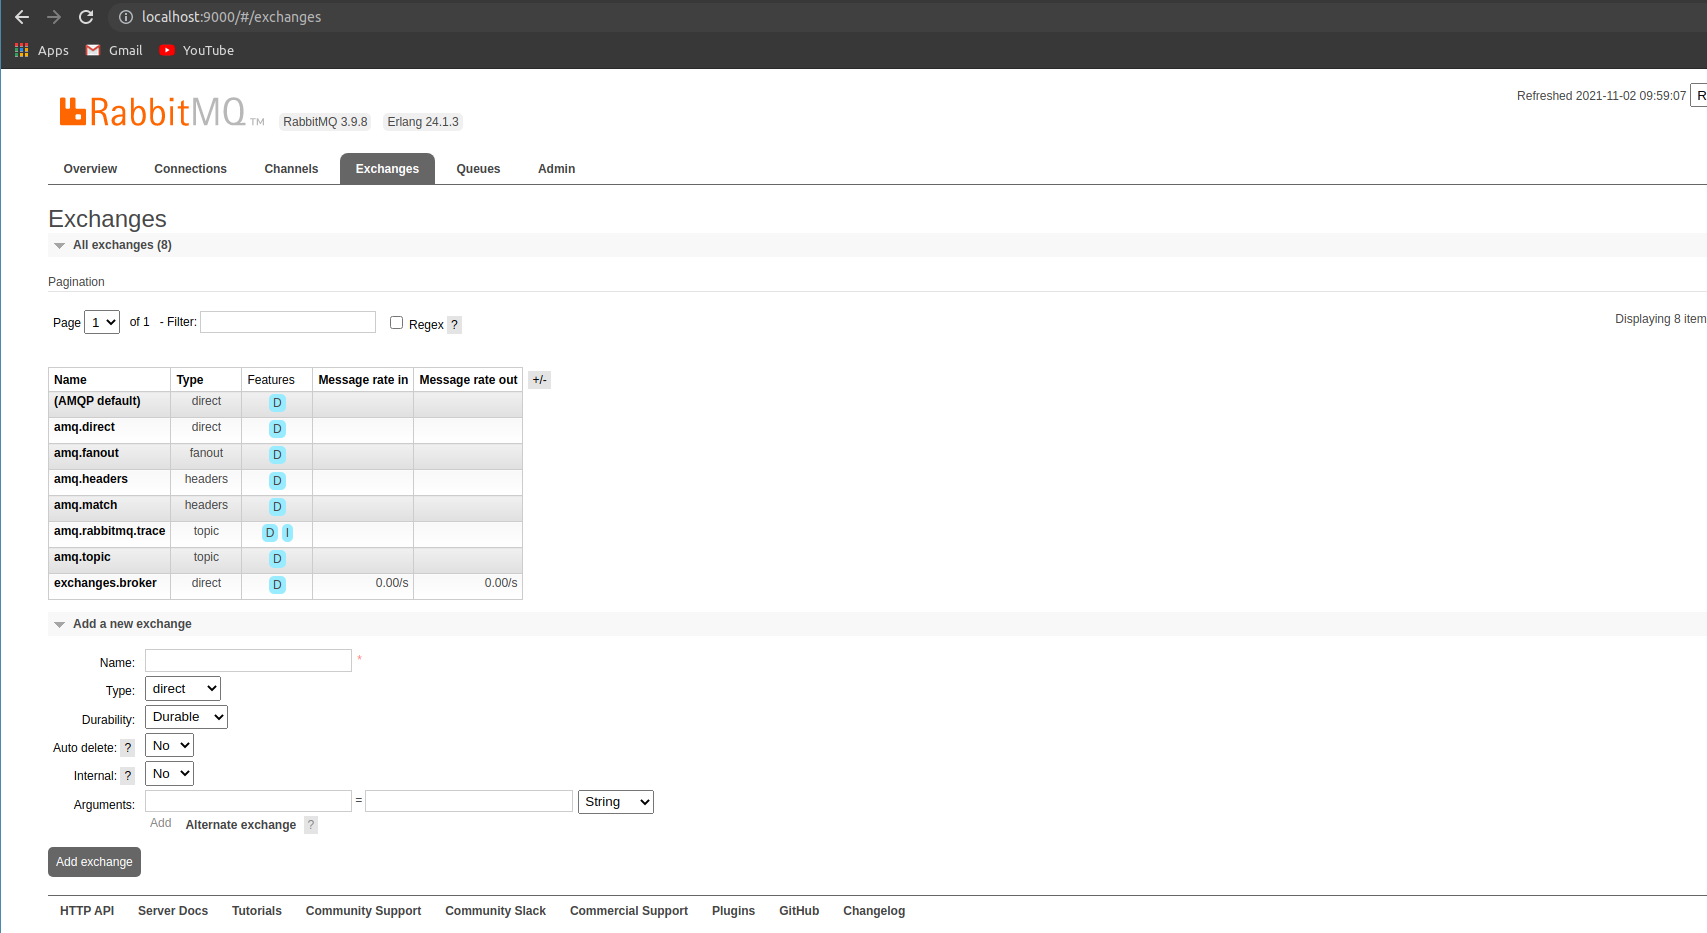 localhost:9000/#/exchanges
Apps Gmail YouTube
RabbitMQ TM RabbitMQ 3.9.8 Erlang 24.1.3
Refreshed 2021-11-02 09:59:07 R
Overview Connections Channels Exchanges Queues Admin
Exchanges
All exchanges (8)
Pagination
Page 1 of 1 - Filter: Regex ? Displaying 8 item
Name Type Features Message rate in Message rate out +/-
(AMQP default) direct D
amq.direct direct D
amq.fanout fanout D
amq.headers headers D
amq.match headers D
amq.rabbitmq.trace topic D I
amq.topic topic D
exchanges.broker direct D 0.00/s 0.00/s
Add a new exchange
Name: *
Type: direct
Durability: Durable
Auto delete: ? No
Internal: ? No
Arguments: = String
Add Alternate exchange ?
Add exchange
HTTP API Server Docs Tutorials Community Support Community Slack Commercial Support Plugins GitHub Changelog